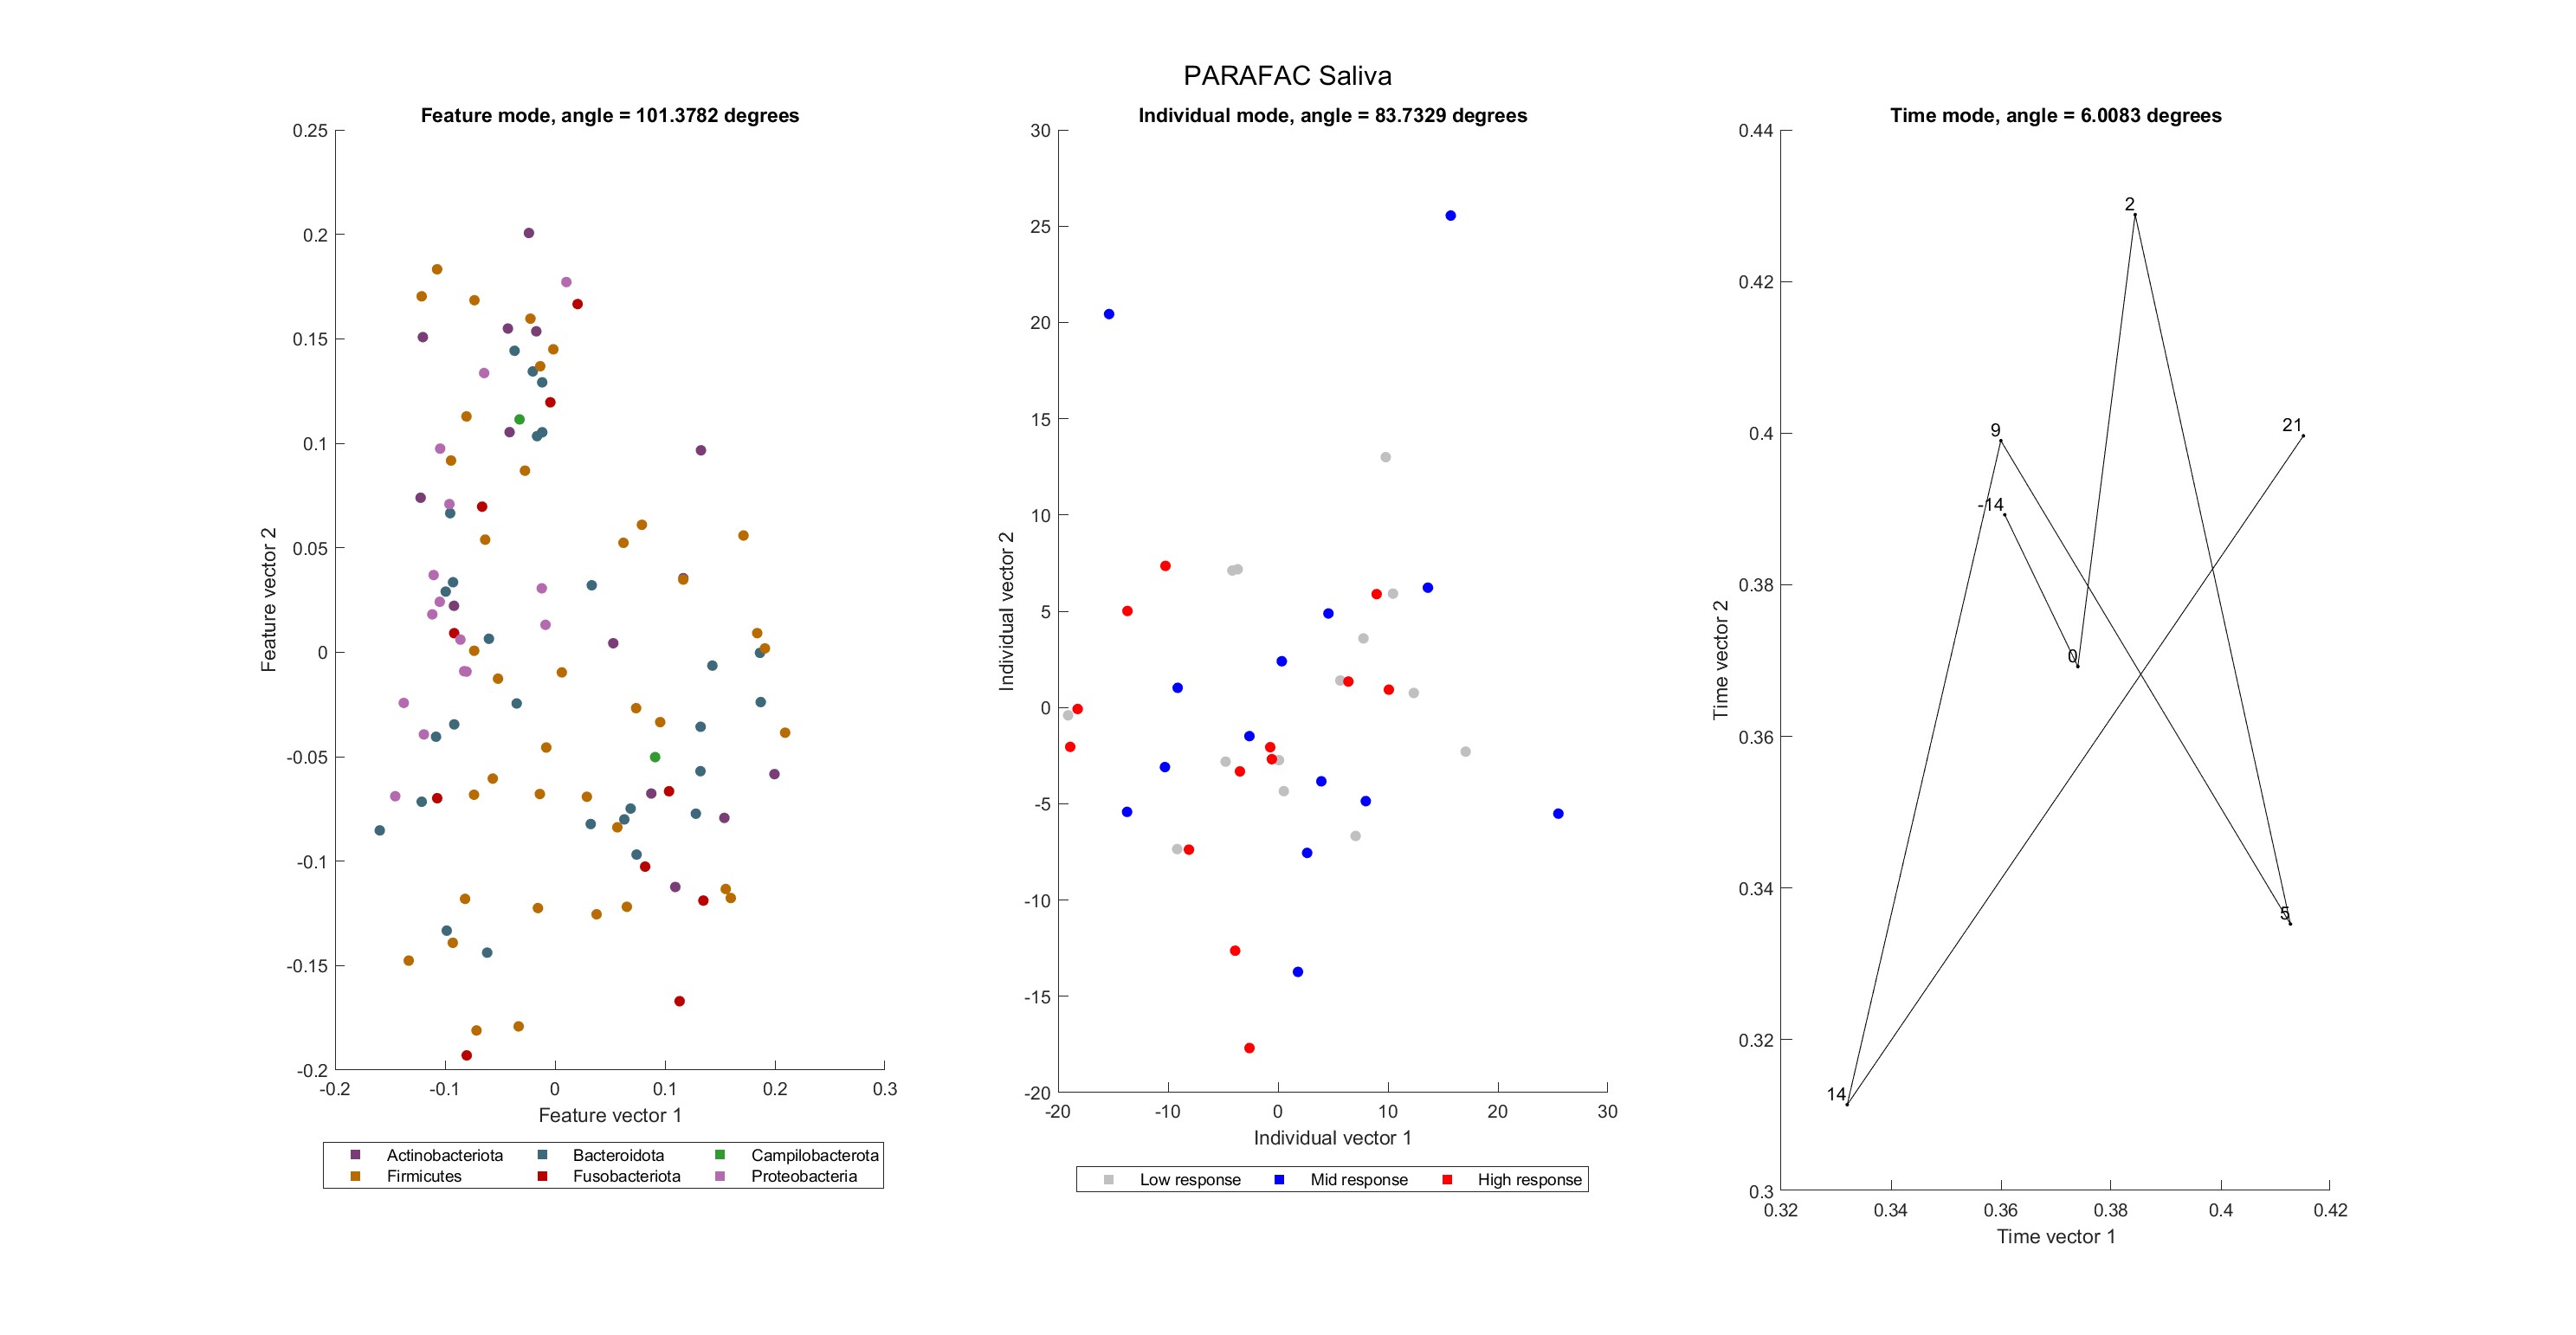 PARAFAC Saliva
Feature mode, angle = 101.3782 degrees
0.25
0.2
0.15
0.1
0.05
0
-0.05
-0.1
-0.15
-0.2
Feature vector 2
-0.2 -0.1 0 0.1 0.2 0.3
Feature vector 1
Actinobacteriota Bacteroidota Campilobacterota
Firmicutes Fusobacteriota Proteobacteria
Individual mode, angle = 83.7329 degrees
30
25
20
15
10
5
0
-5
-10
-15
-20
Individual vector 2
-20 -10 0 10 20 30
Individual vector 1
Low response Mid response High response
Time mode, angle = 6.0083 degrees
0.44
0.42
0.4
0.38
0.36
0.34
0.32
0.3
Time vector 2
2
21
9
-14
0
5
14
0.32 0.34 0.36 0.38 0.4 0.42
Time vector 1